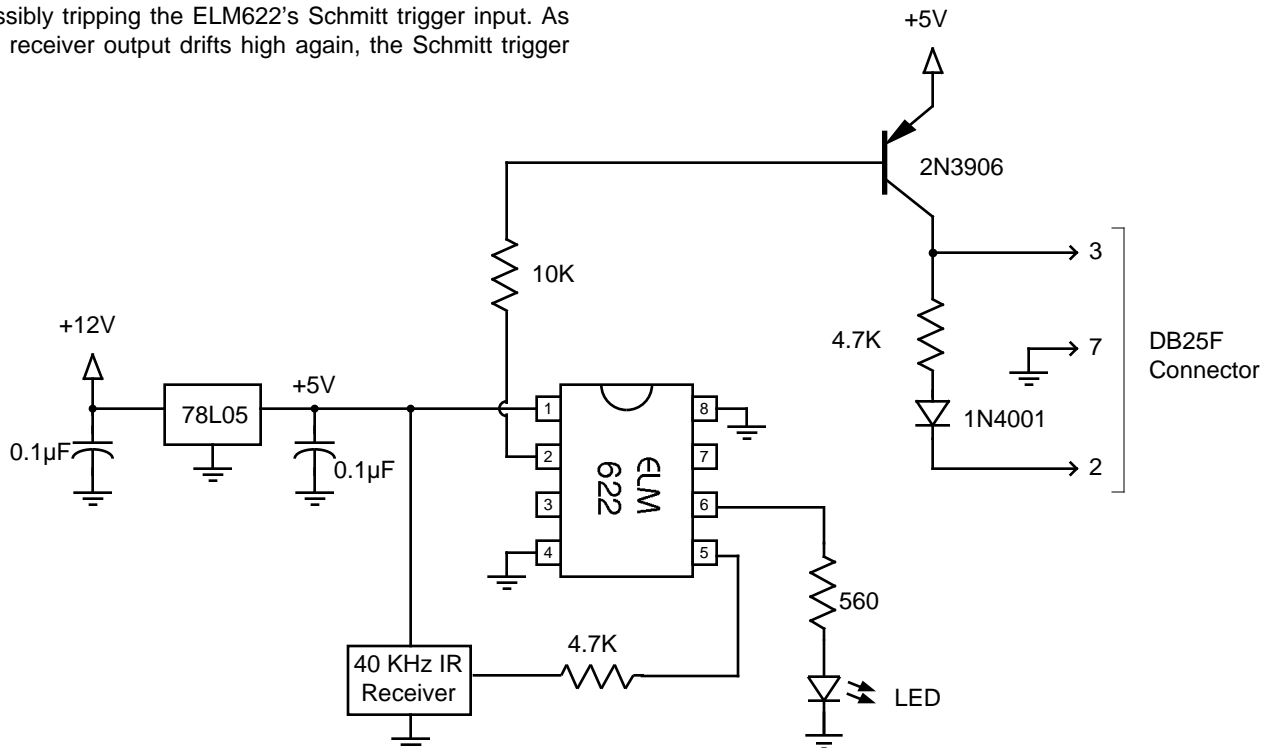 ssibly tripping the ELM622's Schmitt trigger input. As
receiver output drifts high again, the Schmitt trigger
+5V
2N3906
3
10K
4.7K
7
DB25F
Connector
+12V
+5V
78L05
1N4001
0.1µF
0.1µF
2
1
8
2
7
3
6
4
5
ELM
622
560
4.7K
40 KHz IR
Receiver
LED